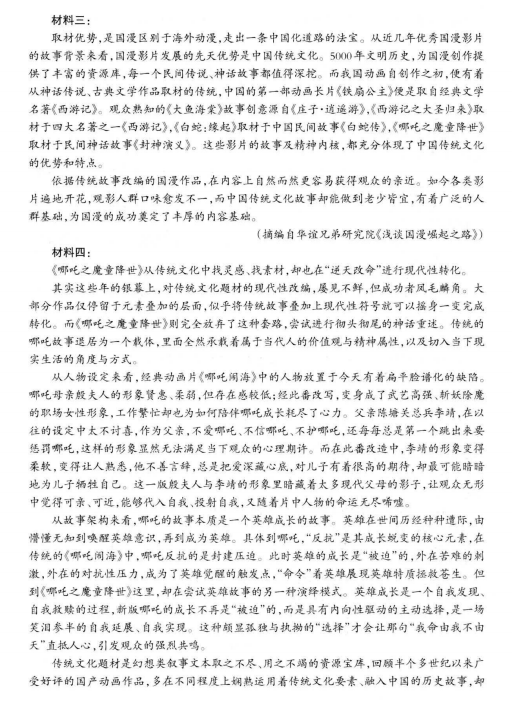 材料三：
取材优势，是国漫区别于海外动漫，走出一条中国化道路的法宝。从近几年优秀国漫影片
的故事背景来看，国漫影片发展的先天优势是中国传统文化。5000年文明历史，为国漫创作提
供了丰富的资源库，每一个民间传说、神话故事都值得深挖。而我国动画自创作之初，便有着
从神话传说、古典文学作品取材的传统，中国的第一部动画长片《铁扇公主》便是取自经典文学
名著《西游记》。观众熟知的《大鱼海棠》故事创意源自《庄子·逍遥游》，《西游记之大圣归来》取
材于四大名著之一《西游记》，《白蛇：缘起》取材于中国民间故事《白蛇传》，《哪吒之魔童降世》
取材于民间神话故事《封神演义》。这些影片的故事及精神内核，都充分体现了中国传统文化
的优势和特点。
依据传统故事改编的国漫作品，在内容上自然而然更容易获得观众的亲近。如今各类影
片遍地开花，观影人群口味愈发不一，而中国传统文化故事却能做到老少皆宜，有着广泛的人
群基础，为国漫的成功奠定了丰厚的内容基础。
（摘编自华谊兄弟研究院《浅谈国漫崛起之路》）
材料四：
《哪吒之魔童降世》从传统文化中找灵感、找素材，却也在“逆天改命”进行现代性转化。
其实这些年的银幕上，对传统文化题材的现代性改编，屡见不鲜，但成功者凤毛麟角。大
部分作品仅停留于元素叠加的层面，似乎将传统故事叠加上现代性符号就可以摇身一变完成
转化。而《哪吒之魔童降世》则完全放弃了这种套路，尝试进行彻头彻尾的神话重述。传统的
哪吒故事退居为一个载体，里面全然承载着属于当代人的价值观与精神属性，以及切入当下现
实生活的角度与方式。
从人物设定来看，经典动画片《哪吒闹海》中的人物放置于今天有着扁平脸谱化的缺陷。
哪吒母亲殷夫人的形象贤惠、柔弱，但存在感较低；经此番改写，变身成了武艺高强、斩妖除魔
的职场女性形象，工作繁忙却也为如何陪伴哪吒成长耗尽了心力。父亲陈塘关总兵李靖，在以
往的设定中太不讨喜，作为父亲，不爱哪吒、不信哪吒、不护哪吒，还每每总是第一个跳出来要
惩罚哪吒，这样的形象显然无法满足当下观众的心理期许。而在此番改造中，李靖的形象变得
柔软，变得让人熟悉，他不善言辞，总是把爱深藏心底，对儿子有着很高的期待，却最可能暗暗
地为儿子牺牲自己。这一版殷夫人与李靖的形象里暗藏着太多现代父母的影子，让观众无形
中觉得可亲、可近，能够代入自我、投射自我，又随着片中人物的命运无尽唏嘘。
从故事架构来看，哪吒的故事本质是一个英雄成长的故事。英雄在世间历经种种遭际，由
懵懂无知到唤醒英雄意识，再到成为英雄。具体到哪吒，“反抗”是其成长蜕变的核心元素，在
传统的《哪吒闹海》中，哪吒反抗的是封建压迫。此时英雄的成长是“被迫”的，外在苦难的刺
激，外在的对抗性压力，成为了英雄觉醒的触发点，“命令”着英雄展现英雄特质拯救苍生。但
到《哪吒之魔童降世》这里，却在尝试英雄故事的另一种演绎模式。英雄成长是一个自我发现、
自我救赎的过程，新版哪吒的成长不再是“被迫”的，而是具有内向性驱动的主动选择，是一场
笑泪参半的自我延展、自我实现。这种颇显孤独与执拗的“选择”才会让那句“我命由我不由
天”直抵人心，引发观众的强烈共鸣。
传统文化题材是幻想类叙事文本取之不尽、用之不竭的资源宝库，回顾半个多世纪以来广
受好评的国产动画作品，多在不同程度上娴熟运用着传统文化要素、融入中国的历史故事，却